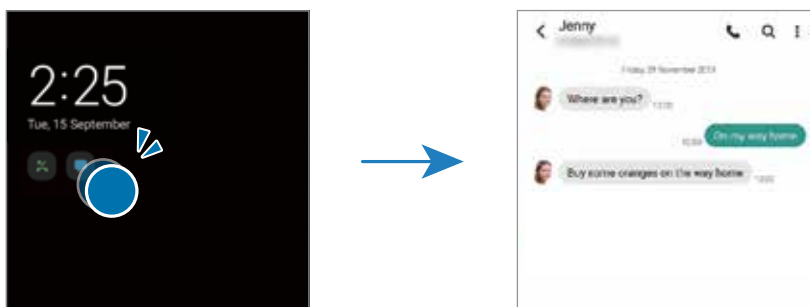 2:25
Tue, 15 September
Jenny
Where are you?
On my way home
Buy some oranges on the way home